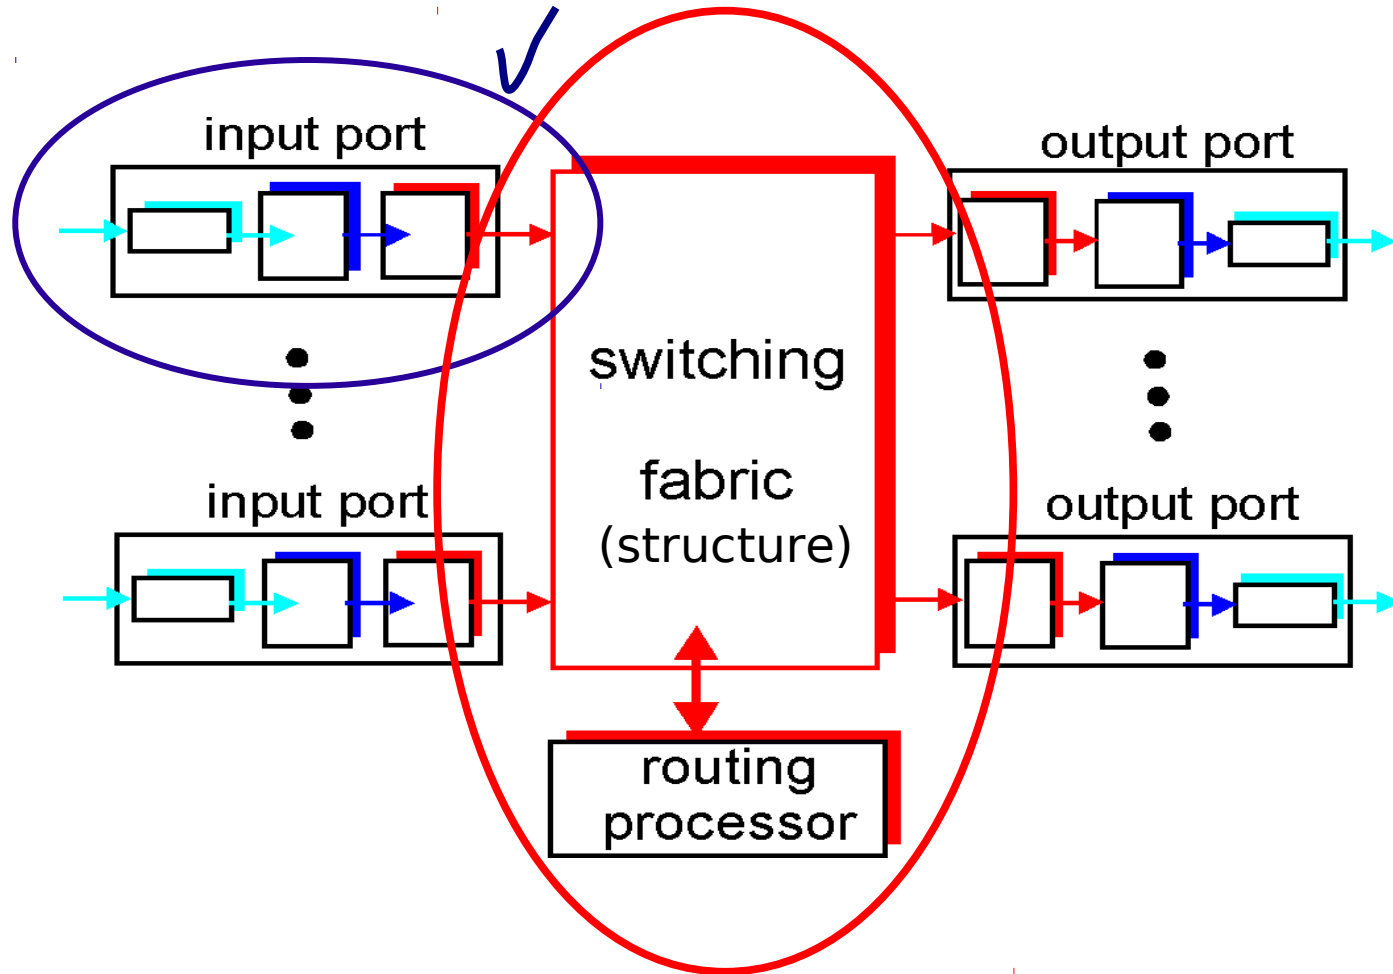 input port
output port
switching
fabric
(structure)
input port
output port
routing
processor